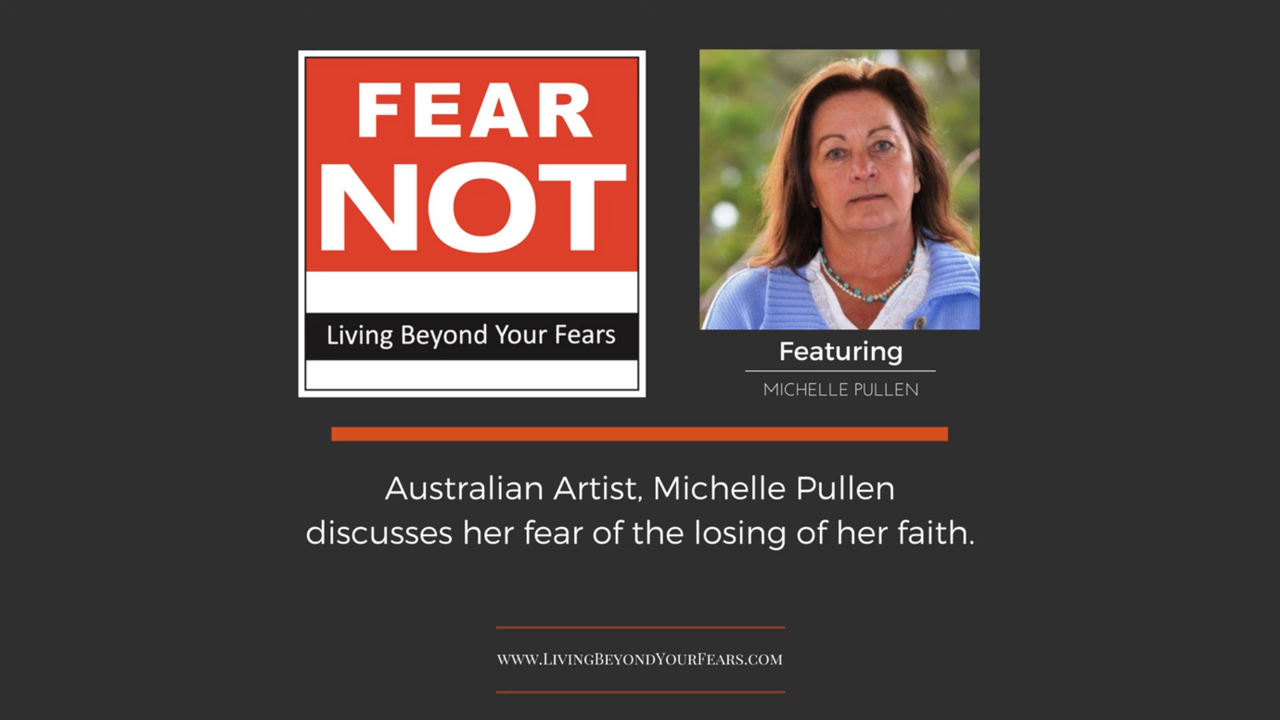 FEAR
NOT
Living Beyond Your Fears
Featuring
MICHELLE PULLEN
Australian Artist, Michelle Pullen
discusses her fear of the losing of her faith.
www.LivingBeyondYourFears.com